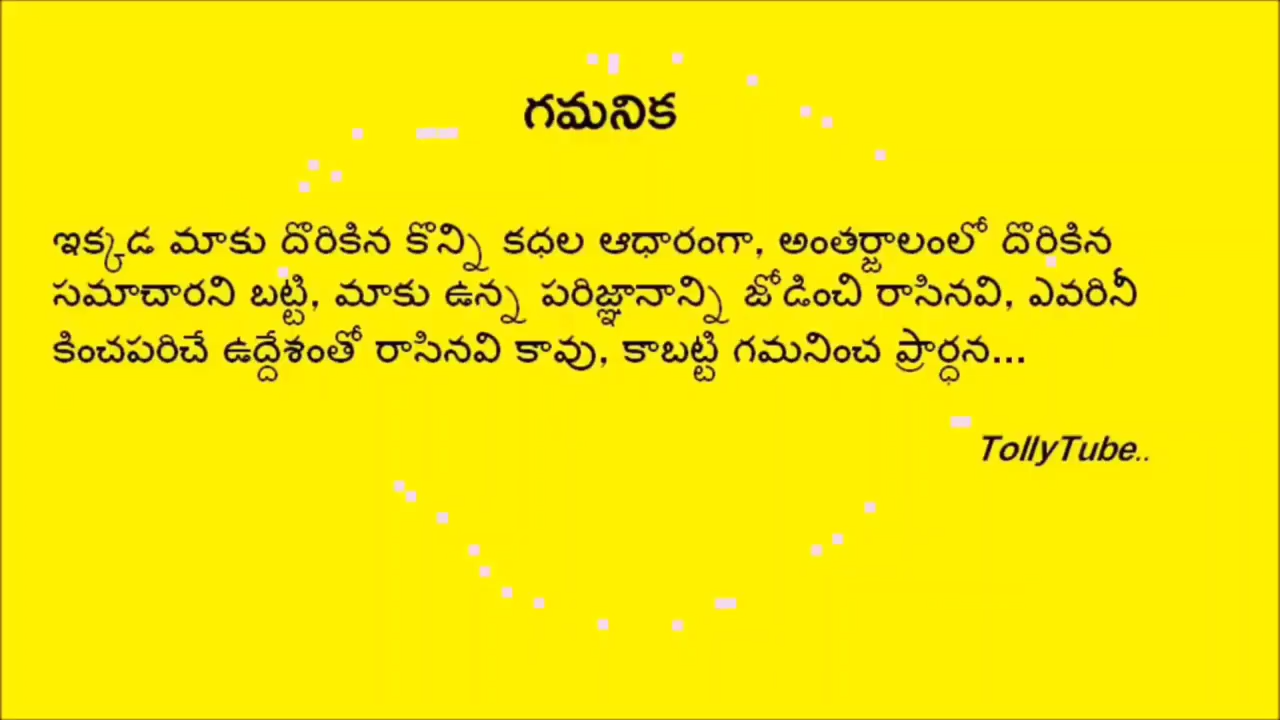 గమనిక
ఇక్కడ మాకు దొరికిన కొన్ని కధల ఆధారంగా, అంతర్జాలంలో దొరికిన
సమాచారని బట్టి, మాకు ఉన్న పరిజ్ఞానాన్ని జోడించి రాసినవి, ఎవరినీ
కించపరిచే ఉద్దేశంతో రాసినవి కావు, కాబట్టి గమనించ ప్రార్ధన...
TollyTube..